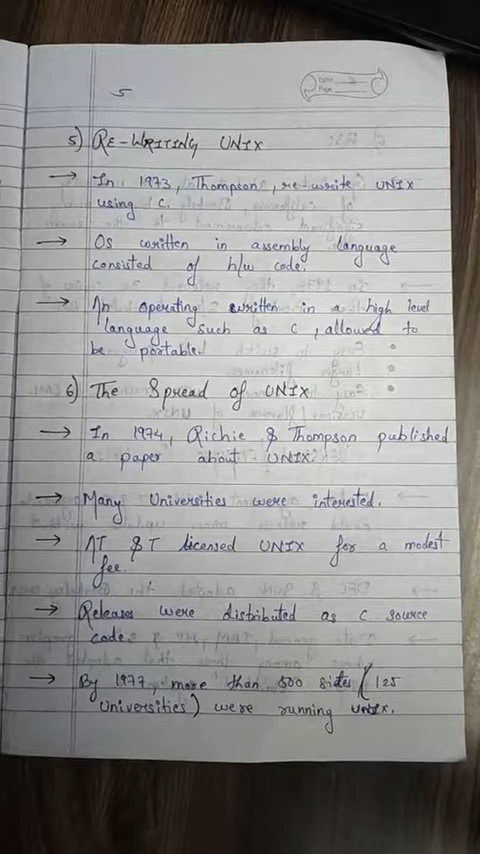 5
Date
Page
5) RE-WRITING UNIX
→ In 1973, Thompson, re-write UNIX
using C.
→ Os written in assembly language
consisted of h/w code.
→ An operating written in a high level
language such as C, allowed to
be portable.
6) The Spread of UNIX
→ In 1974, Richie & Thompson published
a paper about UNIX.
→ Many Universities were interested.
→ AT &T licensed UNIX for a modest
fee.
→ Releases were distributed as C source
code.
→ By 1977, more than 500 sites (125
Universities) were running UNIX.